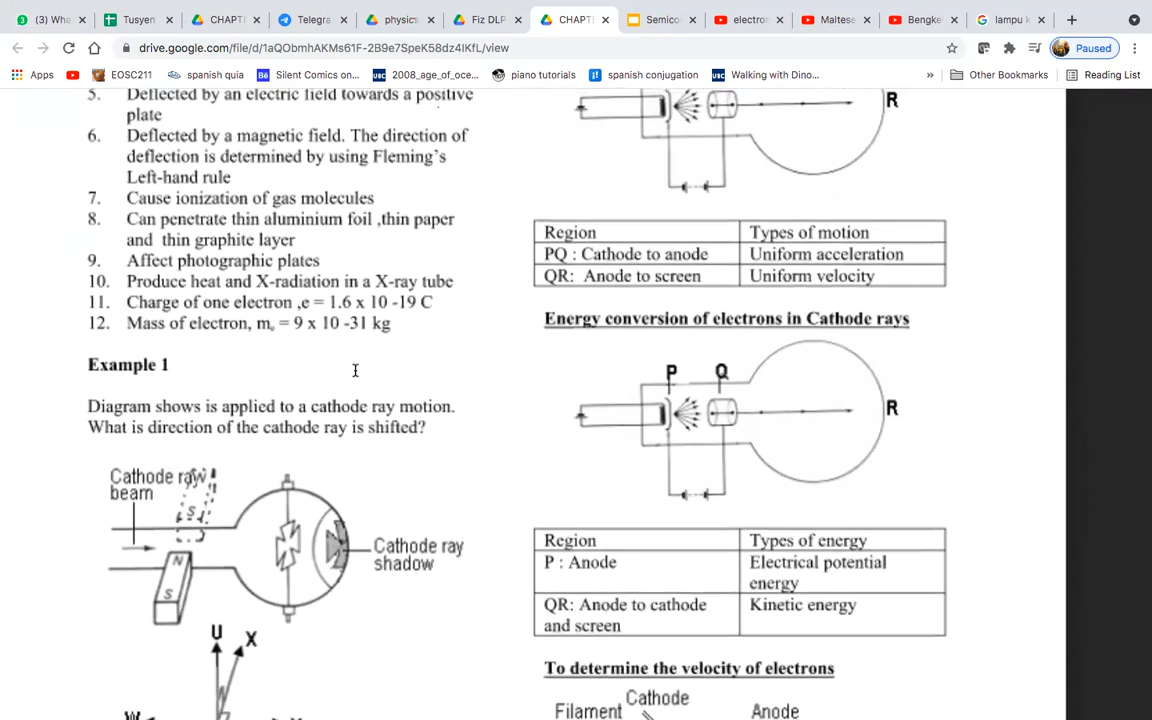 (1) Wha
Tusyen
CHAPTI
Telegra
physic
Fiz DLP
CHAPT
Semico
electror
Maltese
Bengke
lampu k
drive.google.com/file/d/1aQObmhAKMs61F-2B9e7SpeK58dz4lKfL/view
Paused
Apps
EOSC211
spanish quia
Silent Comics on...
2008_age_of_oce...
piano tutorials
spanish conjugation
Walking with Dino...
»
Other Bookmarks
Reading List
5. Deflected by an electric field towards a positive
plate
6. Deflected by a magnetic field. The direction of
deflection is determined by using Fleming's
Left-hand rule
7. Cause ionization of gas molecules
8. Can penetrate thin aluminium foil ,thin paper
and thin graphite layer
9. Affect photographic plates
10. Produce heat and X-radiation in a X-ray tube
11. Charge of one electron ,e = 1.6 x 10 -19 C
12. Mass of electron, me = 9 x 10 -31 kg
Example 1
Diagram shows is applied to a cathode ray motion.
What is direction of the cathode ray is shifted?
Cathode ray
beam
S
N
S
Cathode ray
shadow
U
X
R
Region Types of motion
PQ : Cathode to anode Uniform acceleration
QR: Anode to screen Uniform velocity
Energy conversion of electrons in Cathode rays
P Q
R
Region Types of energy
P : Anode Electrical potential
energy
QR: Anode to cathode Kinetic energy
and screen
To determine the velocity of electrons
Cathode
Filament Anode